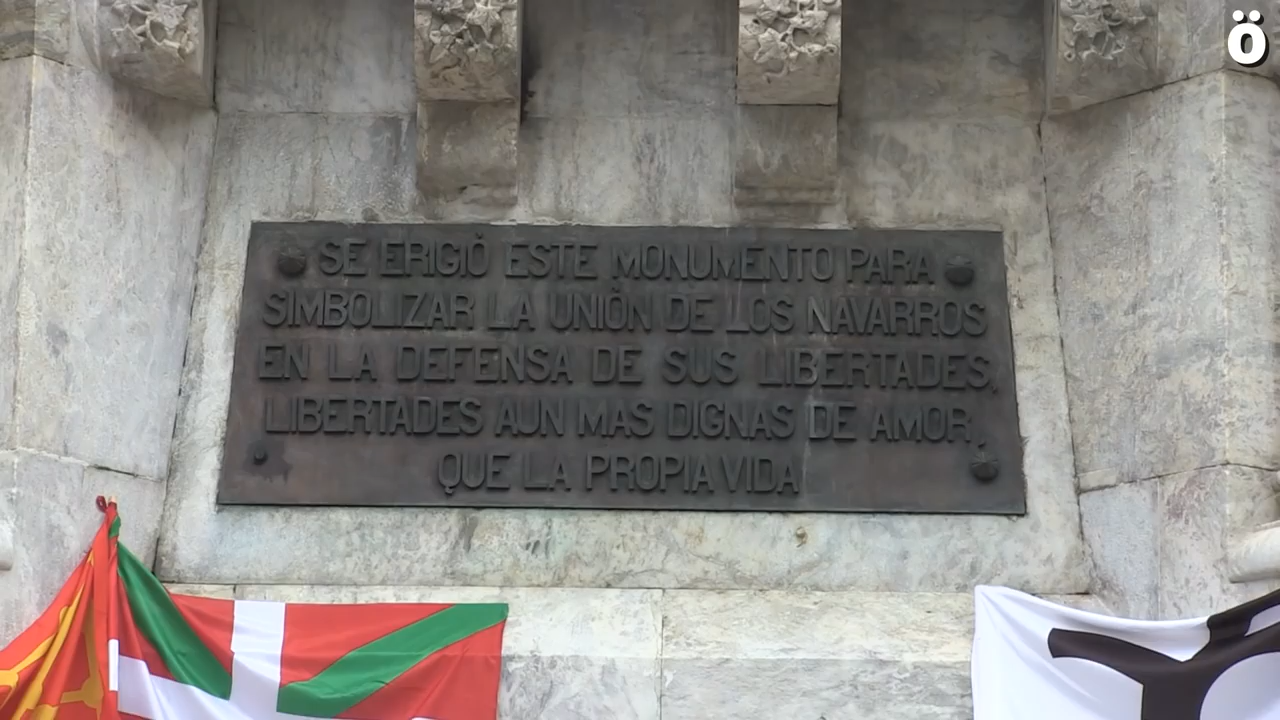 ö
SE ERIGIÓ ESTE MONUMENTO PARA
SIMBOLIZAR LA UNIÓN DE LOS NAVARROS
EN LA DEFENSA DE SUS LIBERTADES,
LIBERTADES AUN MAS DIGNAS DE AMOR,
QUE LA PROPIA VIDA